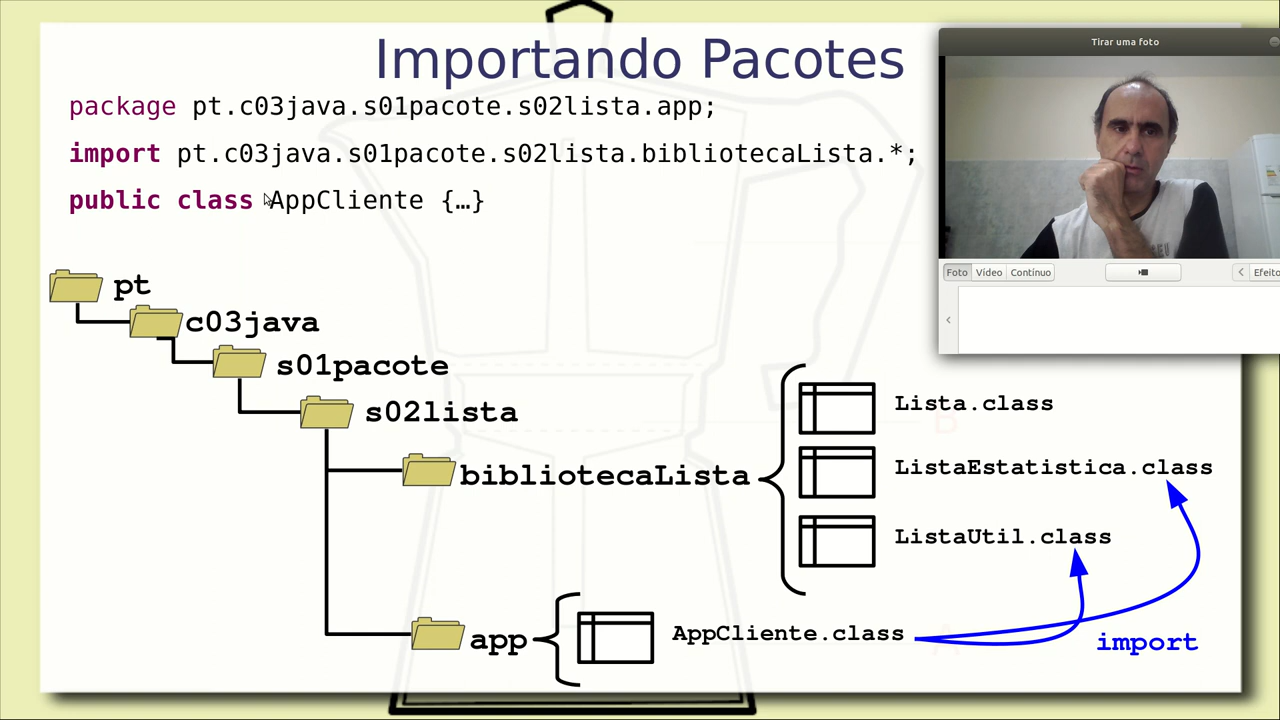 Importando Pacotes
package pt.c03java.s01pacote.s02lista.app;
import pt.c03java.s01pacote.s02lista.bibliotecaLista.*;
public class AppCliente {…}
Tirar uma foto
Foto Vídeo Contínuo
pt
c03java
s01pacote
s02lista
bibliotecaLista
Lista.class
ListaEstatistica.class
ListaUtil.class
app
AppCliente.class
import